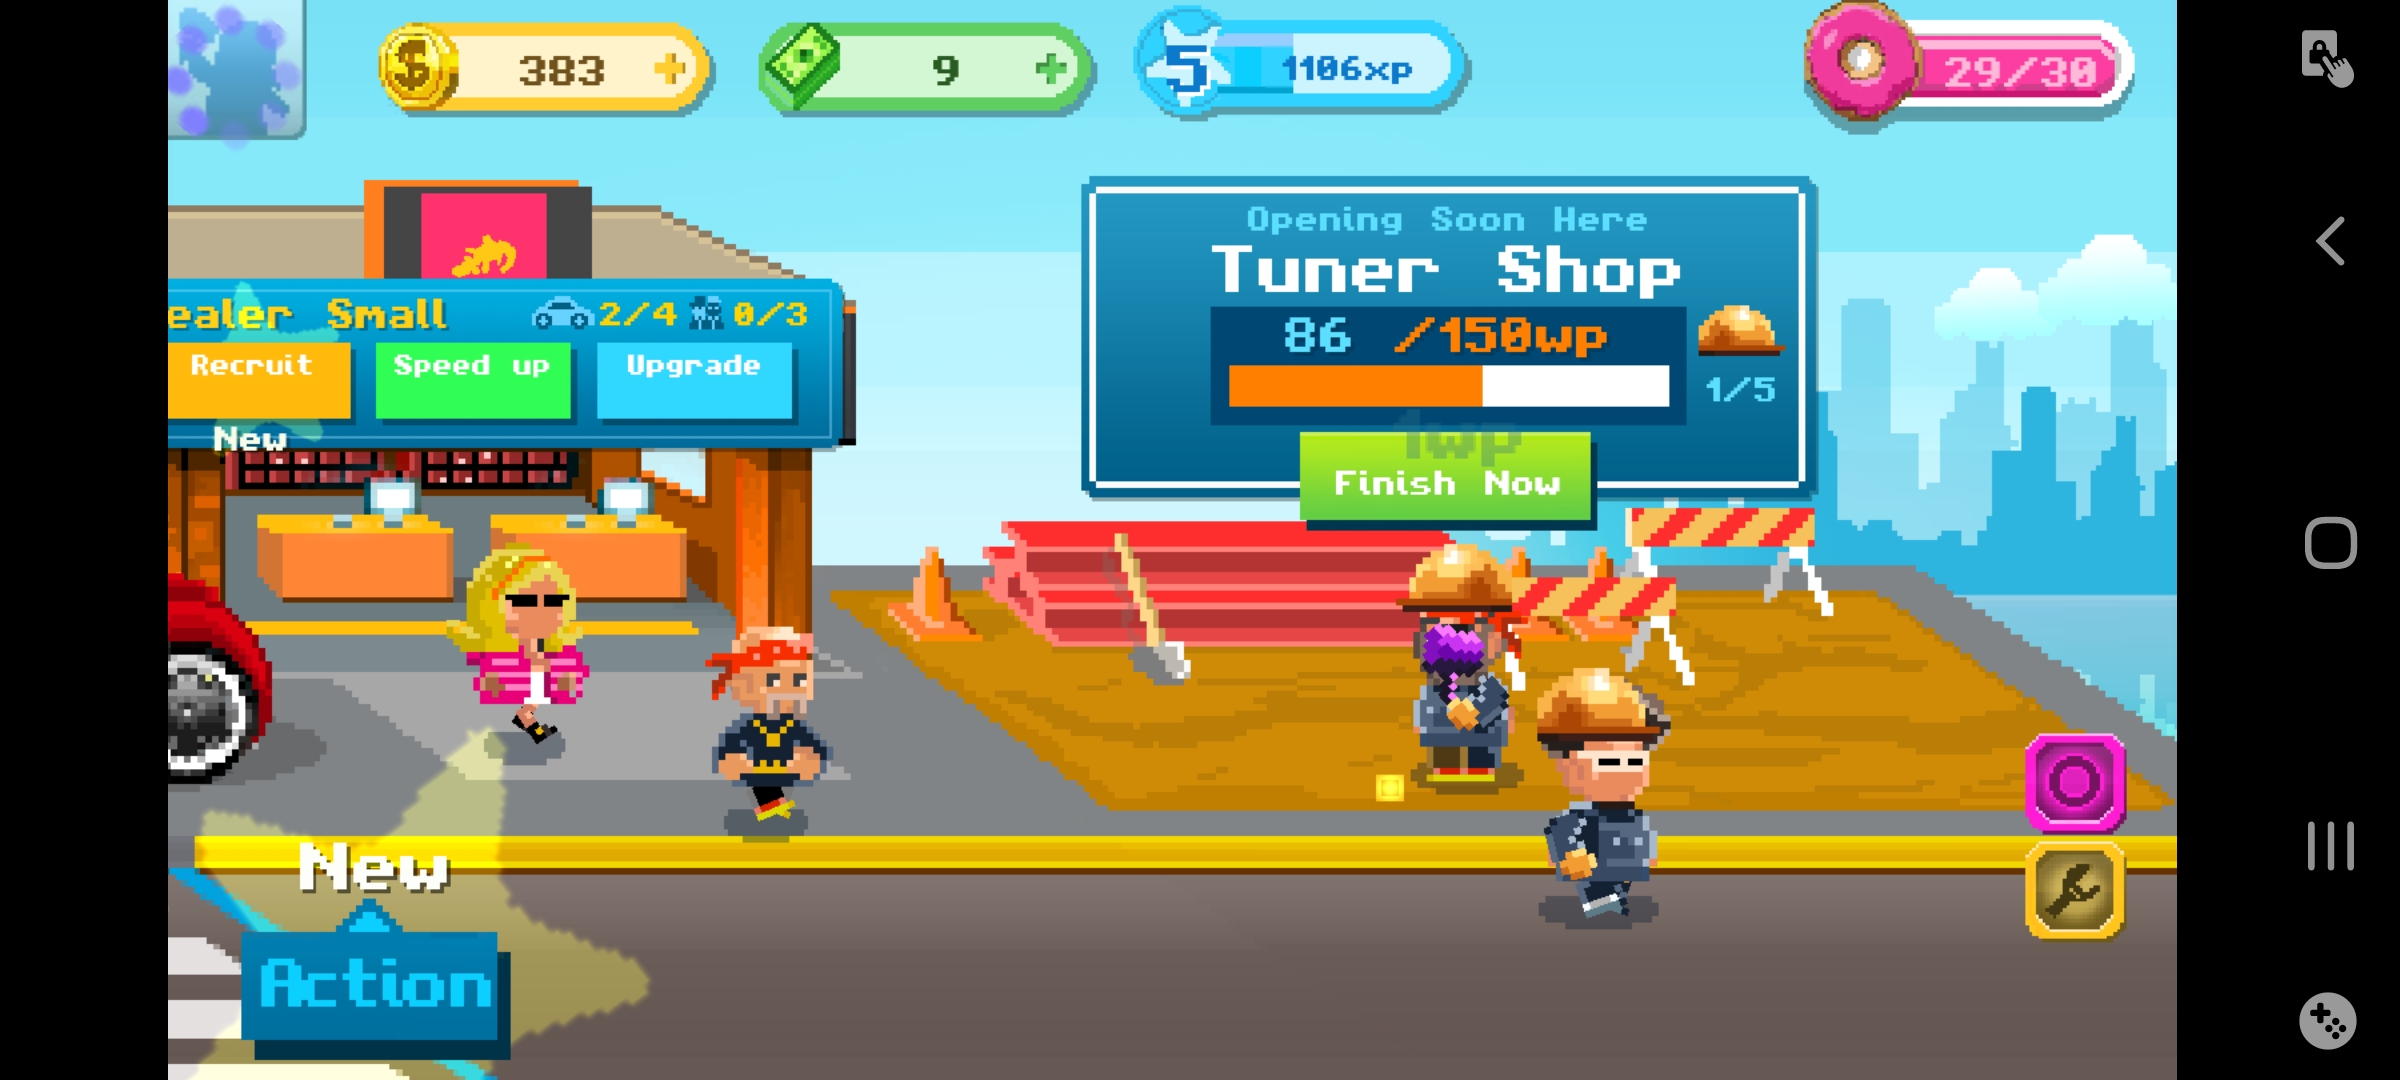 383
+
9
+
5
1106xp
29/30
Opening Soon Here
Tuner Shop
86 /150wp
1/5
1wp
Finish Now
ealer Small
2/4
0/3
Recruit
Speed up
Upgrade
New
New
Action